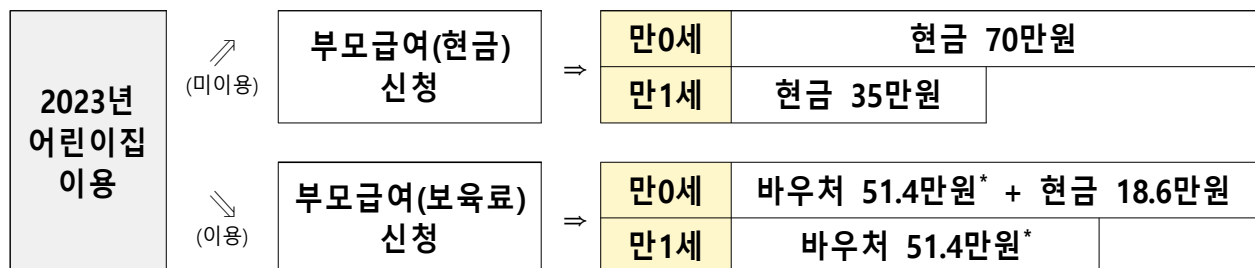 2023년
어린이집
이용
⇗
(미이용)
부모급여(현금)
신청
⇒
만0세 현금 70만원
만1세 현금 35만원
⇘
(이용)
부모급여(보육료)
신청
⇒
만0세 바우처 51.4만원* + 현금 18.6만원
만1세 바우처 51.4만원*